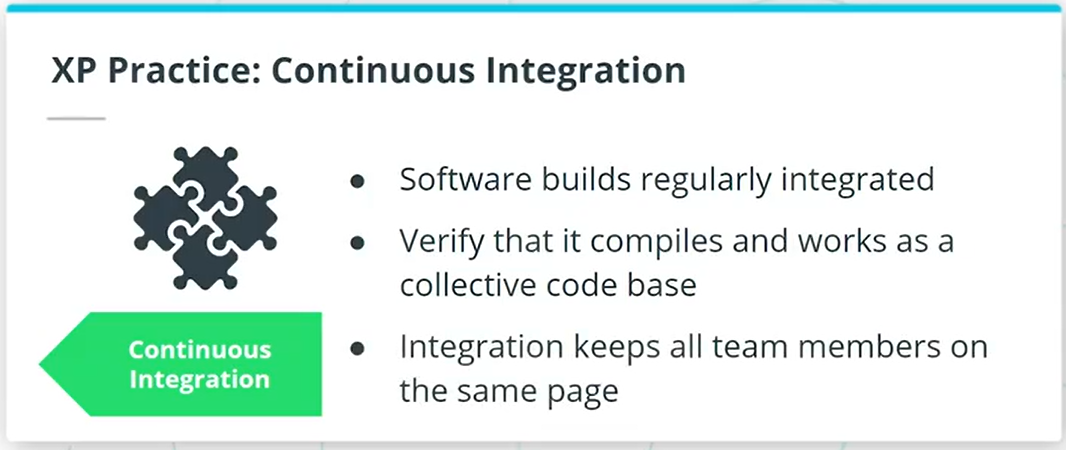 XP Practice: Continuous Integration
● Software builds regularly integrated
● Verify that it compiles and works as a
collective code base
● Integration keeps all team members on
the same page
Continuous
Integration